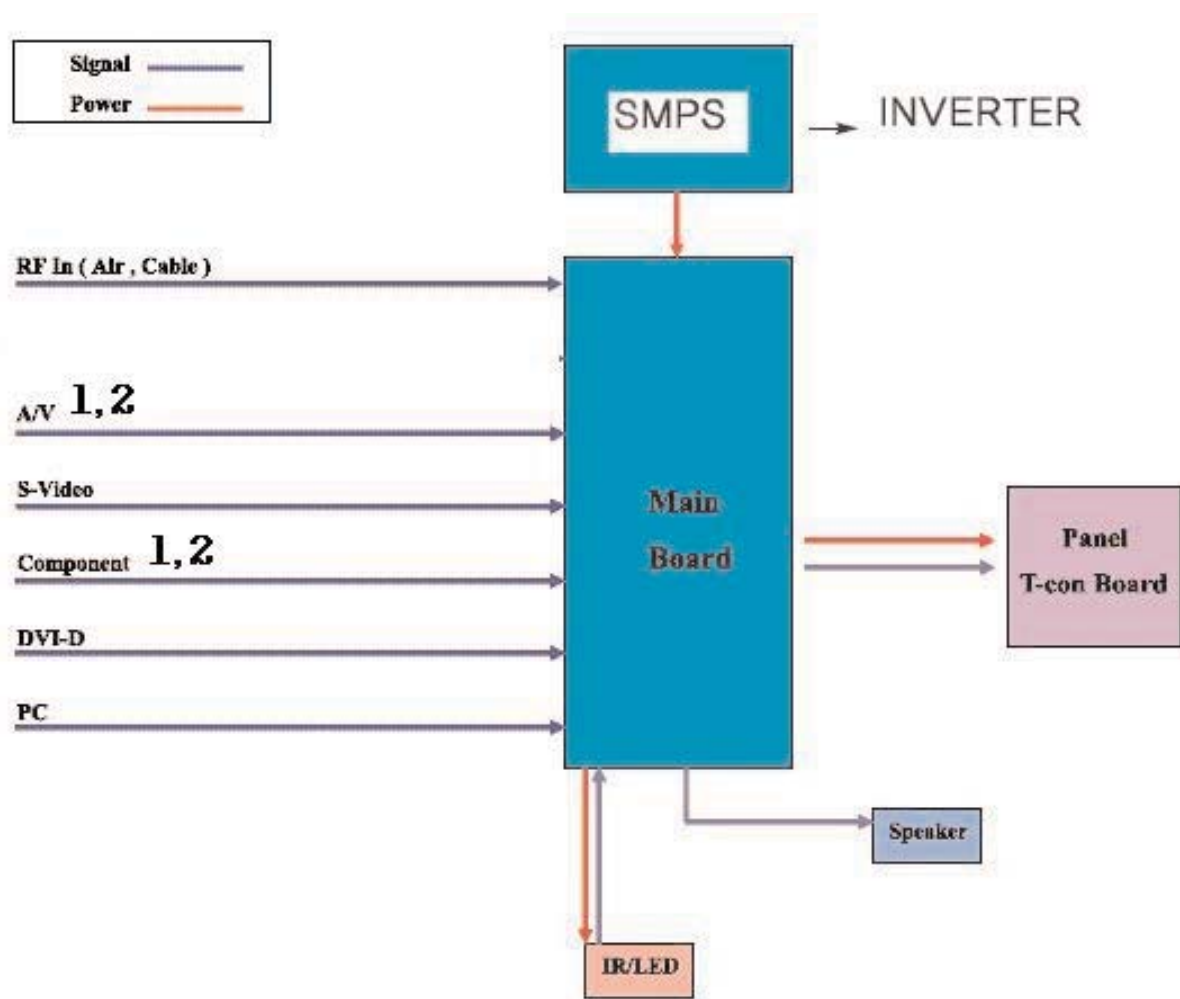 Signal
Power
SMPS
INVERTER
RF In ( Air , Cable )
A/V 1,2
S-Video
Component 1,2
DVI-D
PC
Main
Board
Panel
T-con Board
Speaker
IR/LED